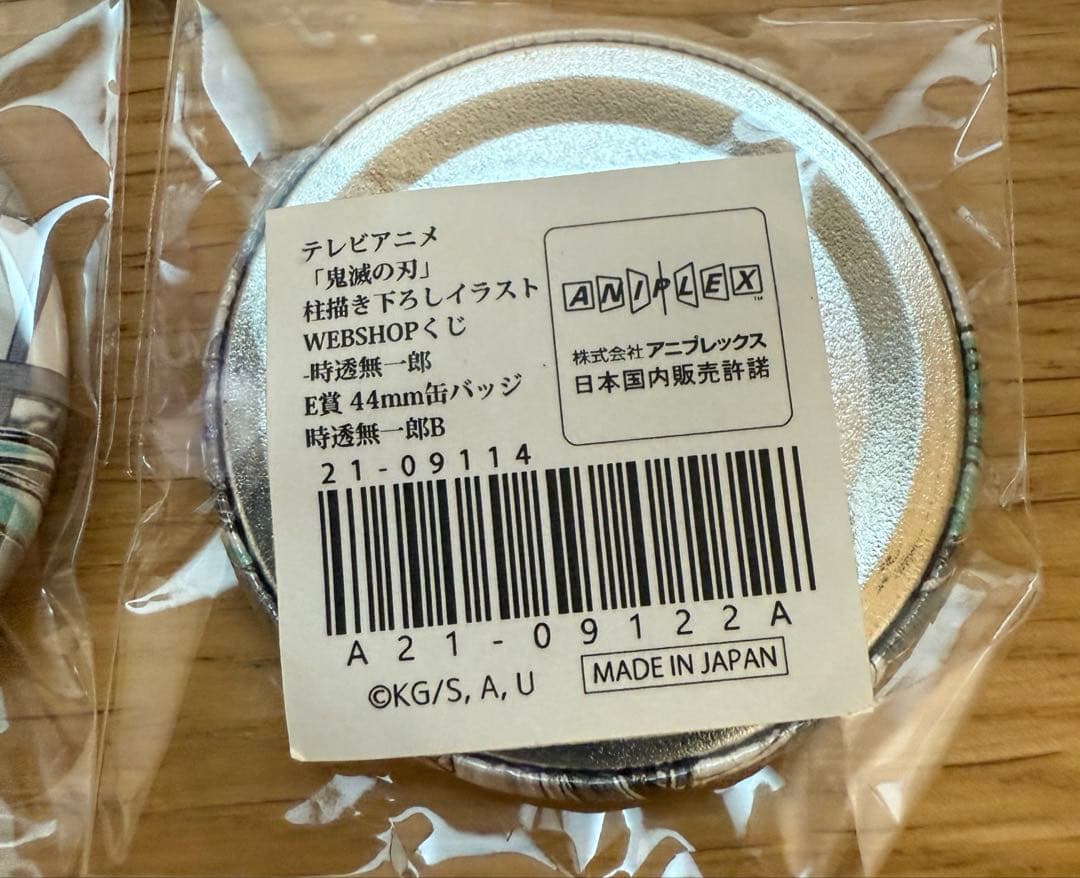 テレビアニメ
「鬼滅の刃」
柱描き下ろしイラスト
WEBSHOPくじ
-時透無一郎
E賞 44mm缶バッジ
時透無一郎B
21-09114
ANIPLEX
TM
株式会社 アニプレックス
日本国内販売許諾
A21-09122A
©KG/S, A, U
MADE IN JAPAN